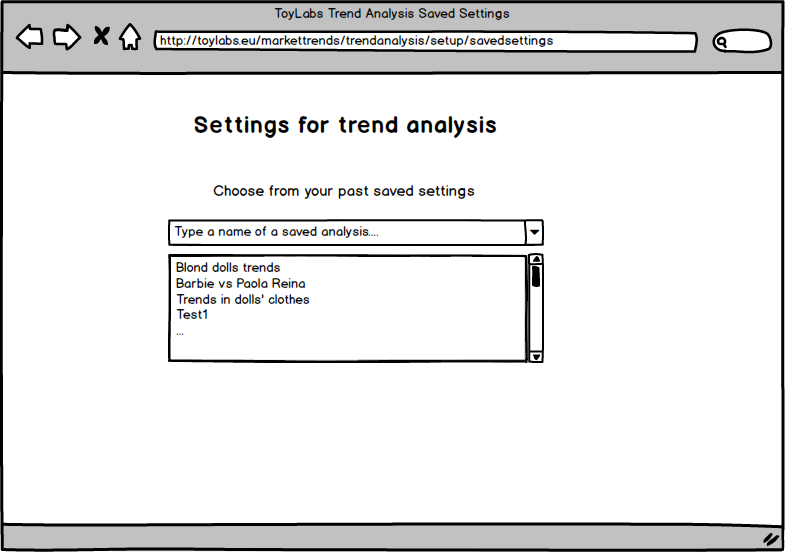 ToyLabs Trend Analysis Saved Settings
http://toylabs.eu/markettrends/trendanalysis/setup/savedsettings
Settings for trend analysis
Choose from your past saved settings
Type a name of a saved analysis....
Blond dolls trends
Barbie vs Paola Reina
Trends in dolls' clothes
Test1
...